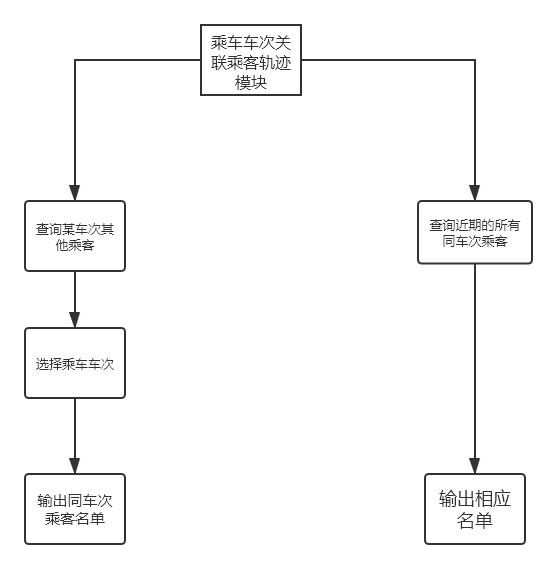 乘车车次关
联乘客轨迹
模块
查询某车次其
他乘客
查询近期的所有
同车次乘客
选择乘车车次
输出同车次
乘客名单
输出相应
名单